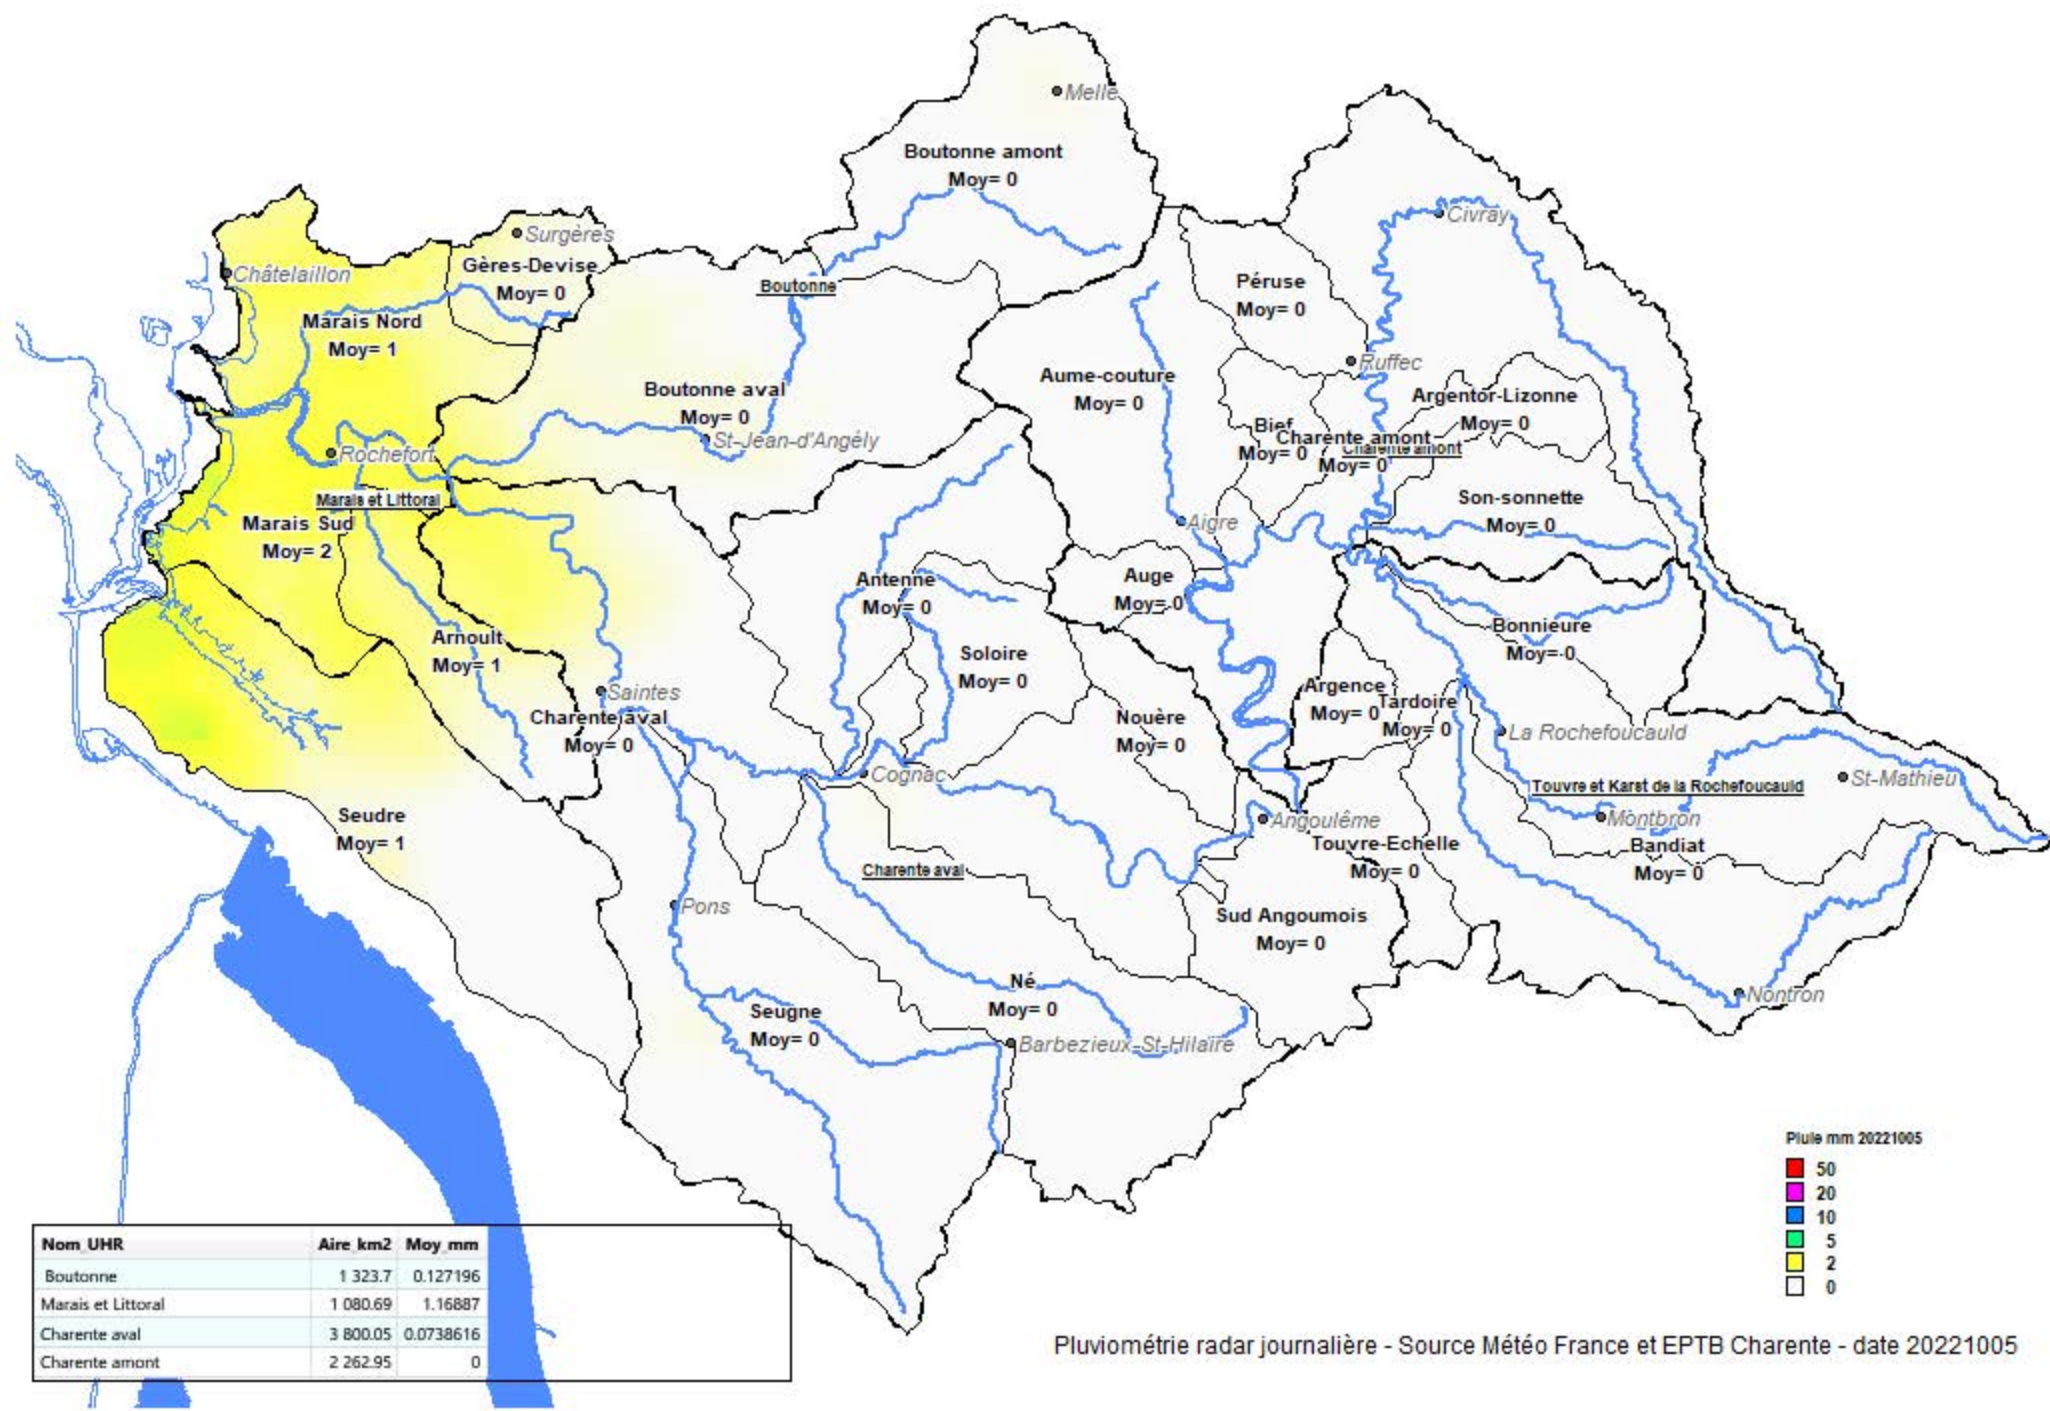 Melle
Boutonne amont
Moy= 0
Civray
Surgères
Châtelaillon
Gères-Devise
Moy= 0
Boutonne
Péruse
Moy= 0
Marais Nord
Moy= 1
Ruffec
Aume-couture
Moy= 0
Boutonne aval
Moy= 0
Argentor-Lizonne
Moy= 0
Bief
Moy= 0
Charente amont
Moy= 0
Charente amont
St-Jean-d'Angély
Rochefort
Marais et Littoral
Son-sonnette
Moy= 0
Marais Sud
Moy= 2
Aigre
Antenne
Moy= 0
Auge
Moy= 0
Arnoult
Moy= 1
Bonnieure
Moy= 0
Soloire
Moy= 0
Saintes
Argence
Moy= 0
Tardoire
Moy= 0
Charente aval
Moy= 0
Nouère
Moy= 0
La Rochefoucauld
Cognac
Touvre et Karst de la Rochefoucauld
St-Mathieu
Seudre
Moy= 1
Angoulême
Montbron
Touvre-Echelle
Moy= 0
Bandiat
Moy= 0
Charente aval
Pons
Sud Angoumois
Moy= 0
Né
Moy= 0
Nontron
Seugne
Moy= 0
Barbezieux-St-Hilaire
Pluie mm 20221005
50
20
10
5
2
0
Nom_UHR Aire_km2 Moy_mm
Boutonne 1 323.7 0.127196
Marais et Littoral 1 080.69 1.16887
Charente aval 3 800.05 0.0738616
Charente amont 2 262.95 0
Pluviométrie radar journalière - Source Météo France et EPTB Charente - date 20221005